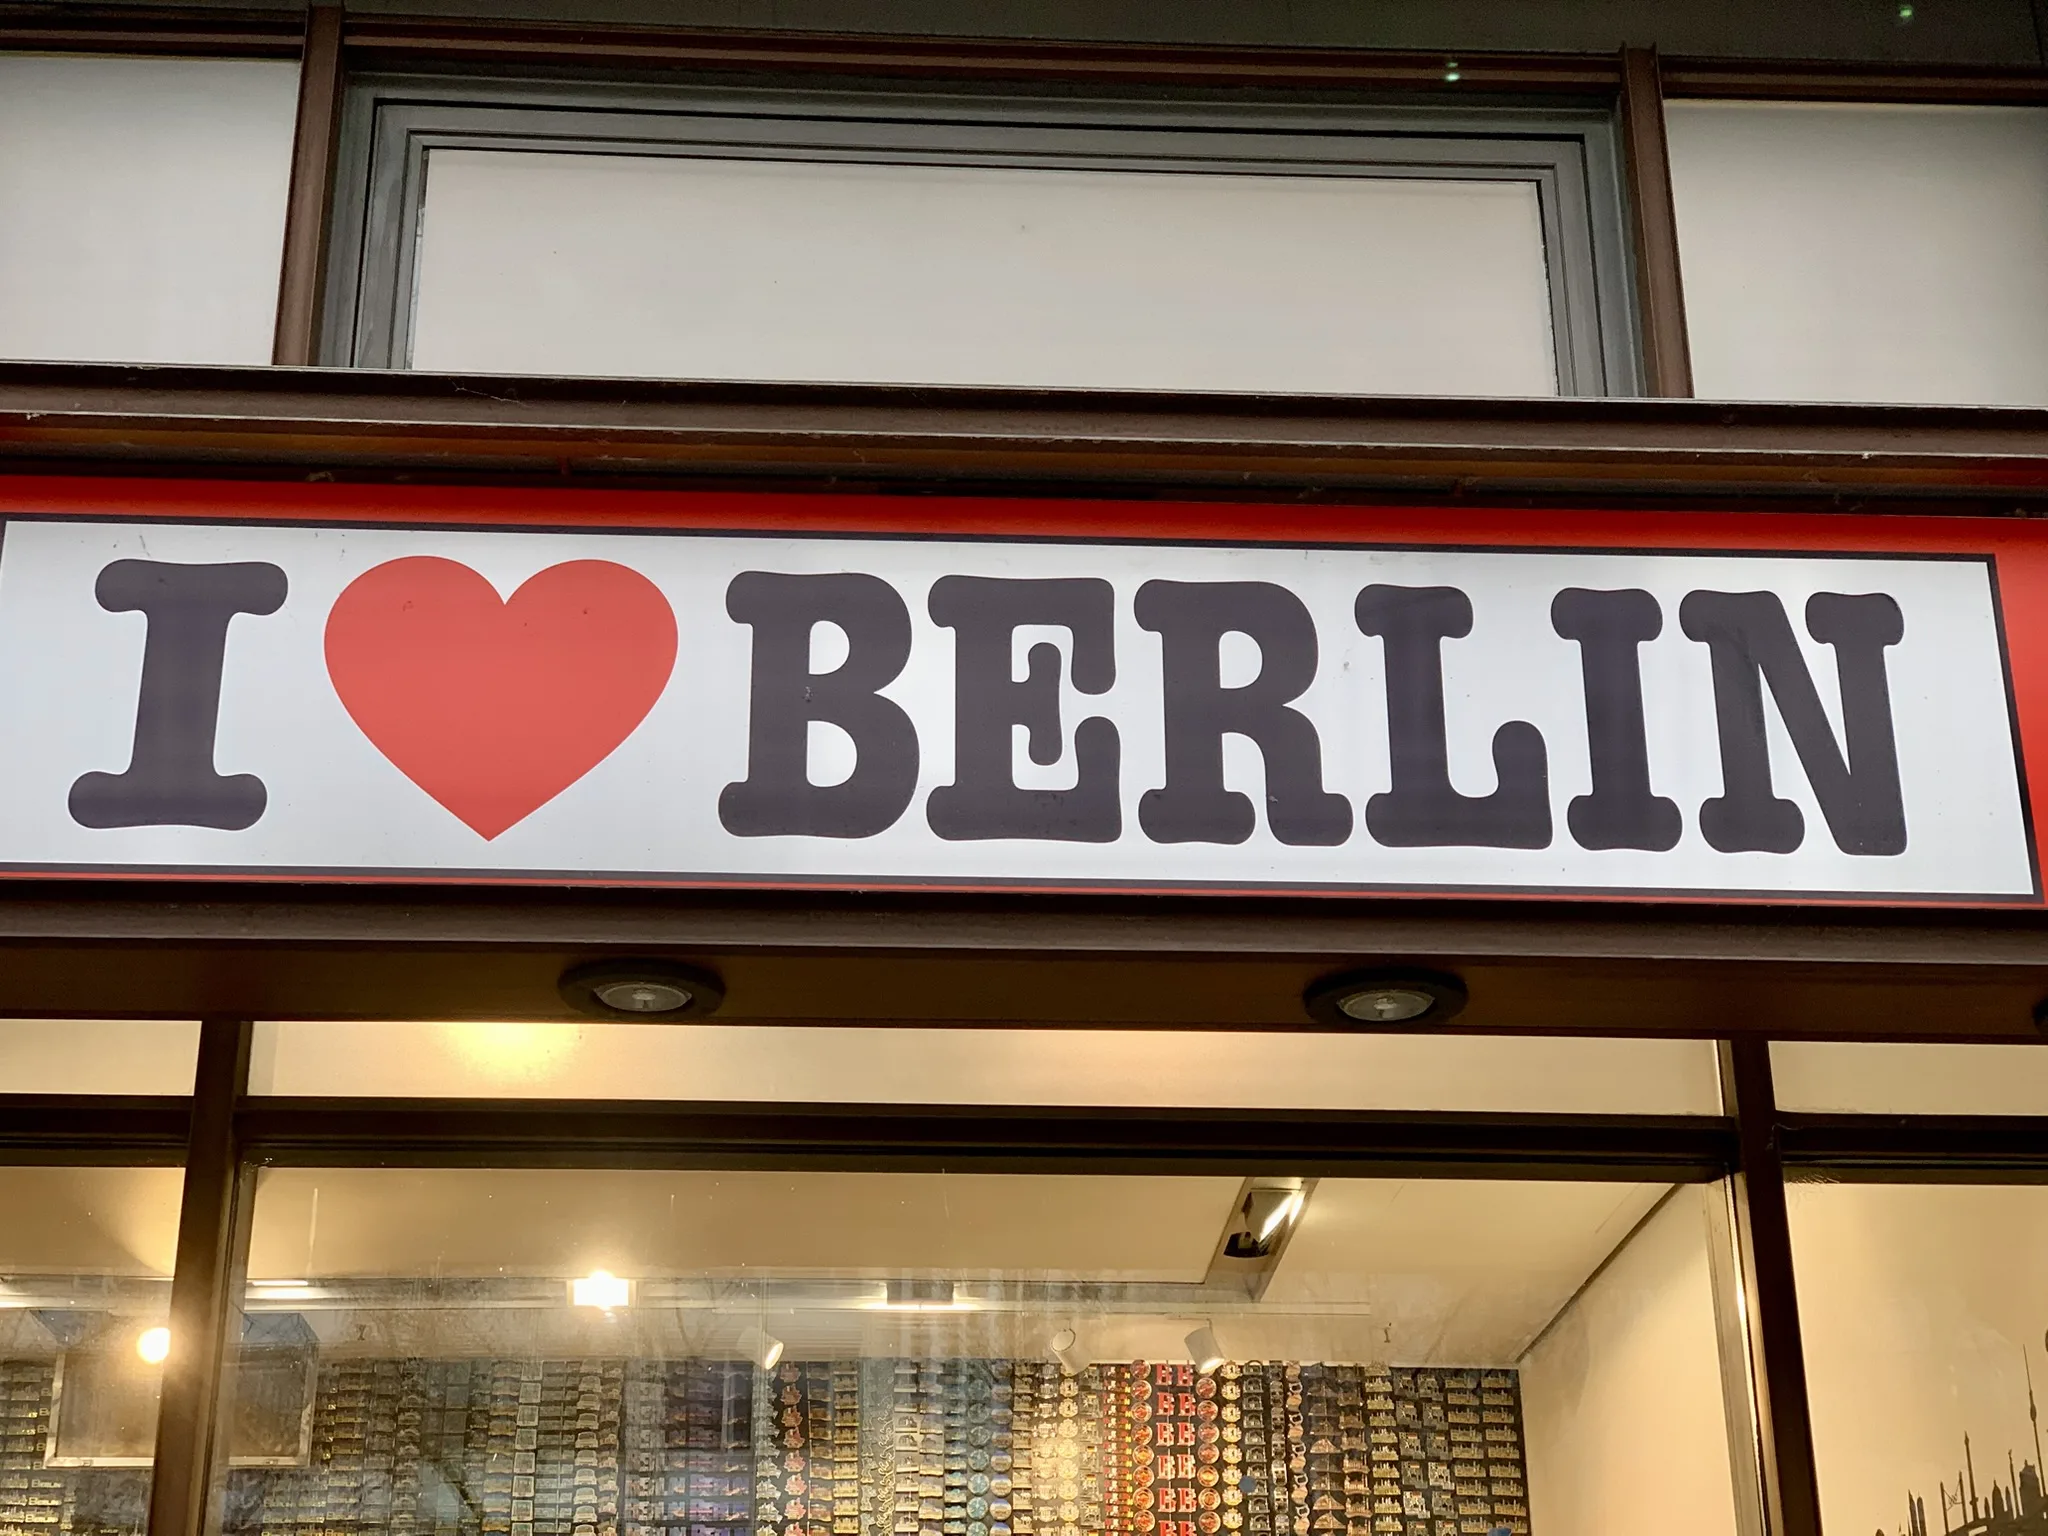 I ❤ BERLIN